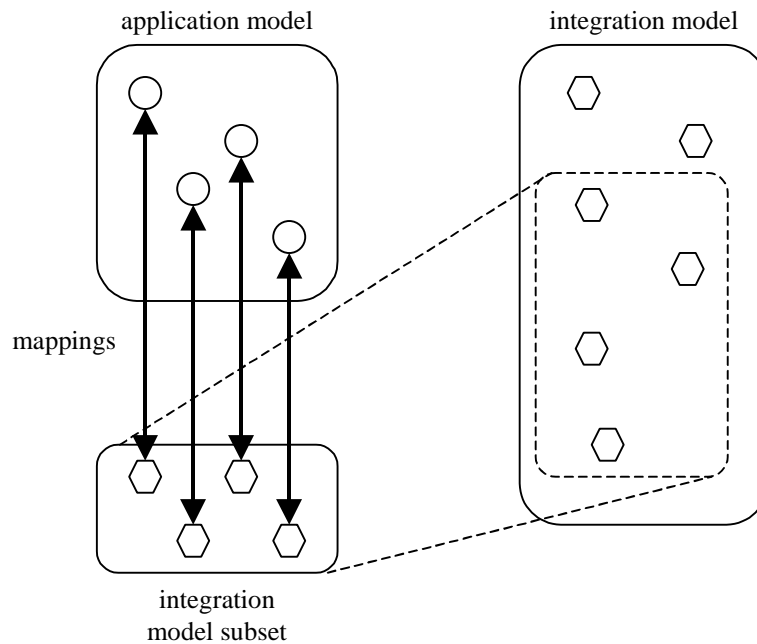 application model
integration model
mappings
integration
model subset